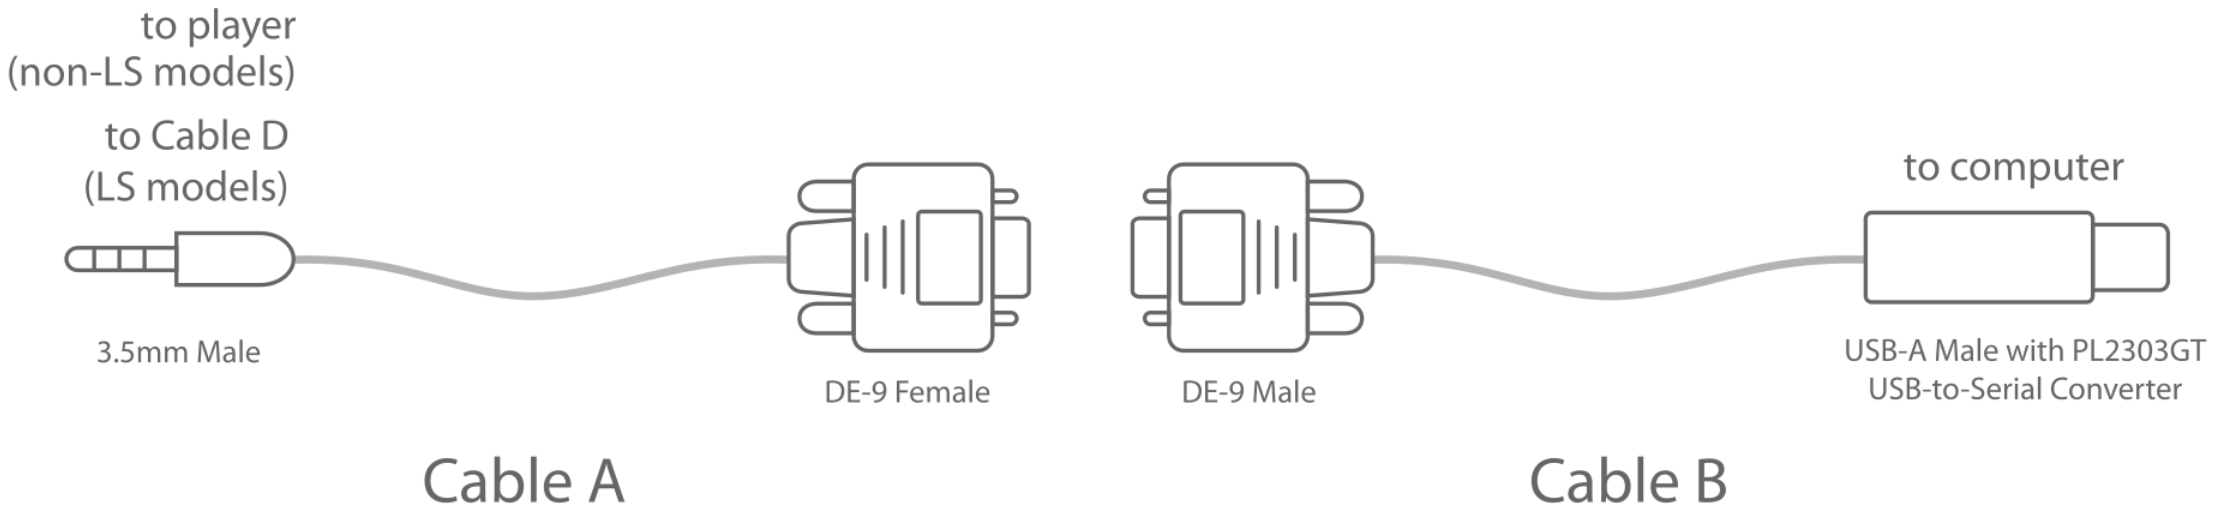 to player
(non-LS models)
to Cable D
(LS models)
3.5mm Male
DE-9 Female
DE-9 Male
to computer
USB-A Male with PL2303GT
USB-to-Serial Converter
Cable A
Cable B